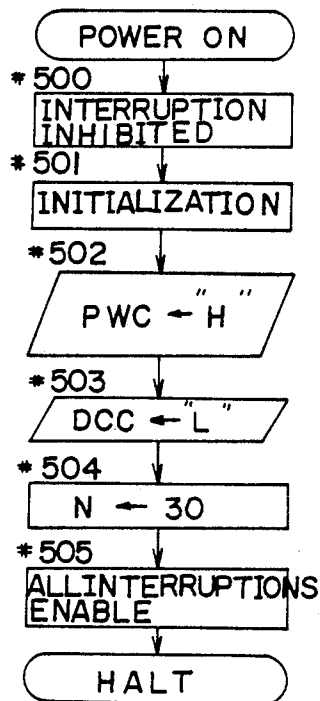 POWER ON
*500
INTERRUPTION
INHIBITED
*501
INITIALIZATION
*502
PWC ← "H"
*503
DCC ← "L"
*504
N ← 30
*505
ALLINTERRUPTIONS
ENABLE
HALT